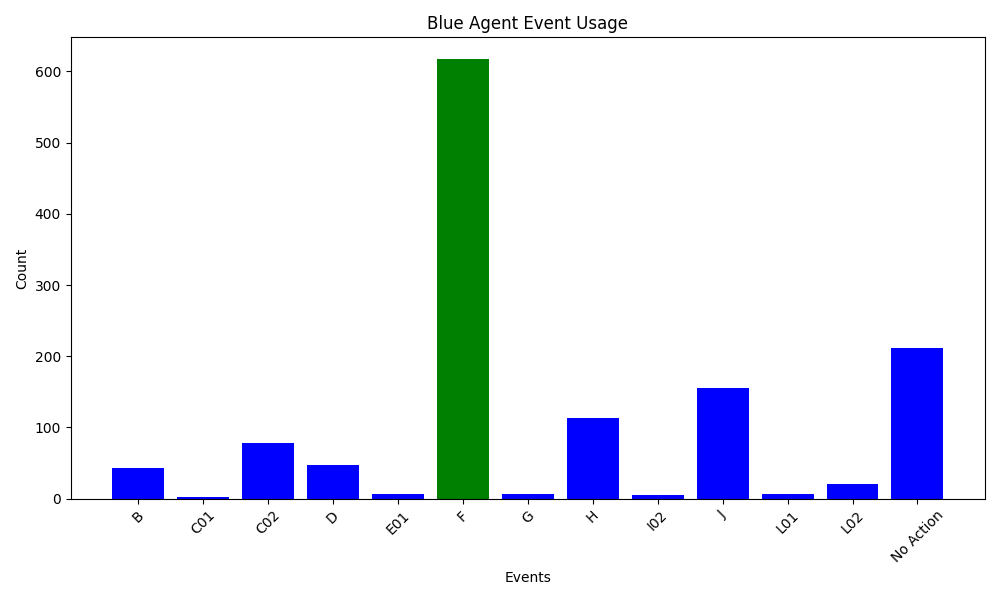 Blue Agent Event Usage
Count
600
500
400
300
200
100
0
B
C01
C02
D
E01
F
G
H
I02
J
L01
L02
No Action
Events